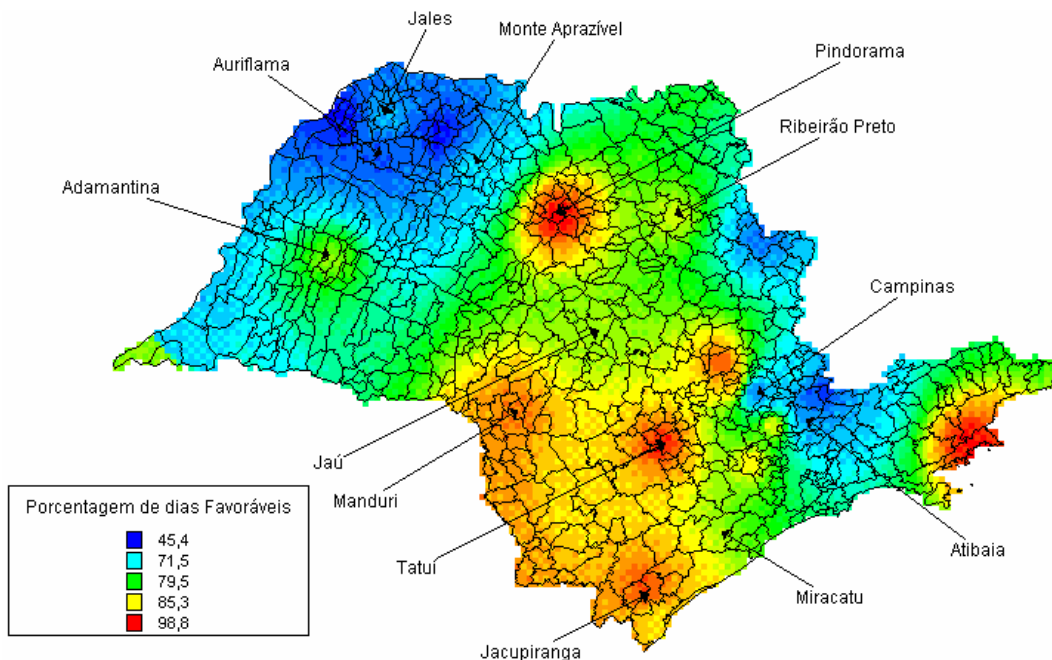 Jales
Monte Aprazível
Auriflama
Pindorama
Ribeirão Preto
Adamantina
Campinas
Jaú
Manduri
Tatuí
Jacupiranga
Miracatu
Atibaia
Porcentagem de dias Favoráveis
45,4
71,5
79,5
85,3
98,8